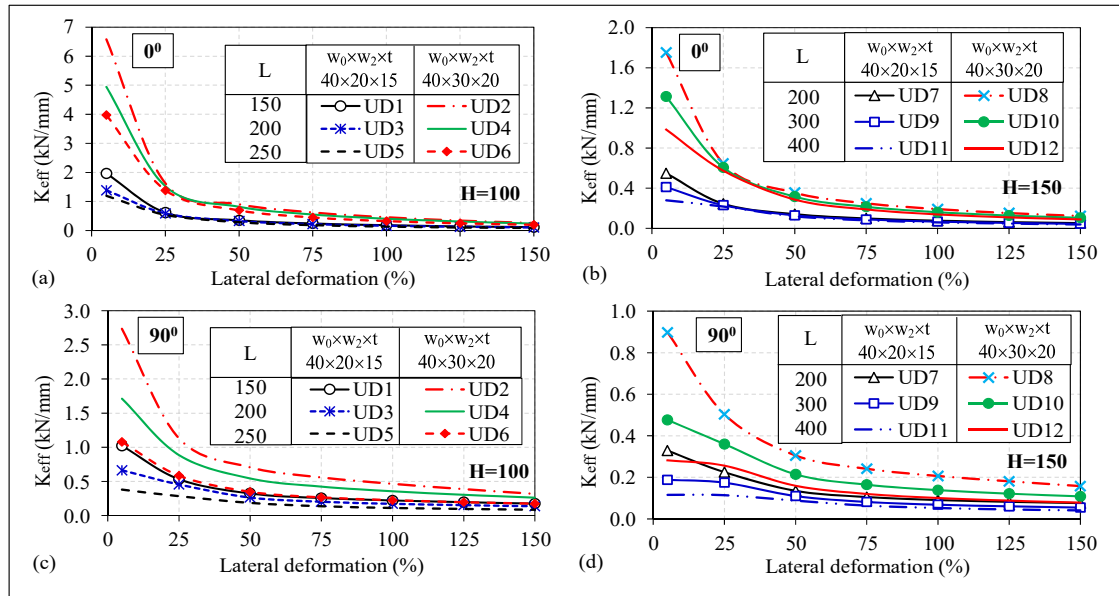 7
6
5
4
3
2
1
0
Keff (kN/mm)
0⁰
L
w₀×w₂×t
40×20×15
w₀×w₂×t
40×30×20
150
UD1
UD2
200
UD3
UD4
250
UD5
UD6
H=100
0 25 50 75 100 125 150
(a) Lateral deformation (%)
2.0
1.6
1.2
0.8
0.4
0.0
Keff (kN/mm)
0⁰
L
w₀×w₂×t
40×20×15
w₀×w₂×t
40×30×20
200
UD7
UD8
300
UD9
UD10
400
UD11
UD12
H=150
0 25 50 75 100 125 150
(b) Lateral deformation (%)
3.0
2.5
2.0
1.5
1.0
0.5
0.0
Keff (kN/mm)
90⁰
L
w₀×w₂×t
40×20×15
w₀×w₂×t
40×30×20
150
UD1
UD2
200
UD3
UD4
250
UD5
UD6
H=100
0 25 50 75 100 125 150
(c) Lateral deformation (%)
1.0
0.8
0.6
0.4
0.2
0.0
Keff (kN/mm)
90⁰
L
w₀×w₂×t
40×20×15
w₀×w₂×t
40×30×20
200
UD7
UD8
300
UD9
UD10
400
UD11
UD12
H=150
0 25 50 75 100 125 150
(d) Lateral deformation (%)